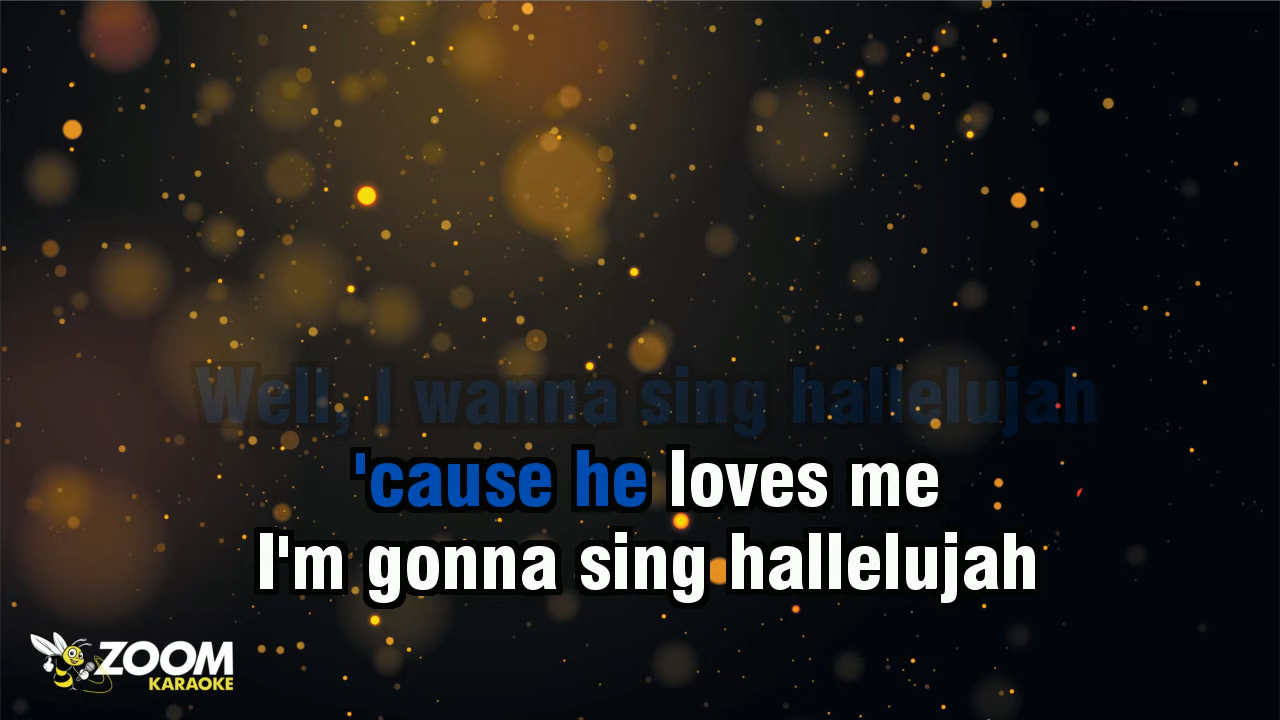 Well, I wanna sing hallelujah
'cause he loves me
I'm gonna sing hallelujah
ZOOM
KARAOKE